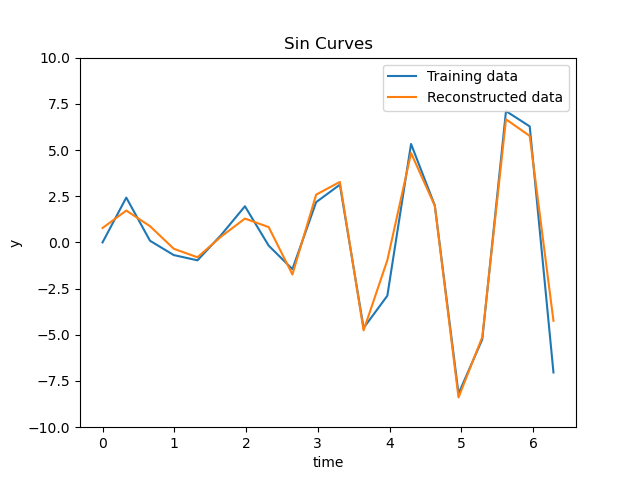 Sin Curves
10.0
7.5
5.0
2.5
0.0
−2.5
−5.0
−7.5
−10.0
y
Training data
Reconstructed data
0 1 2 3 4 5 6
time